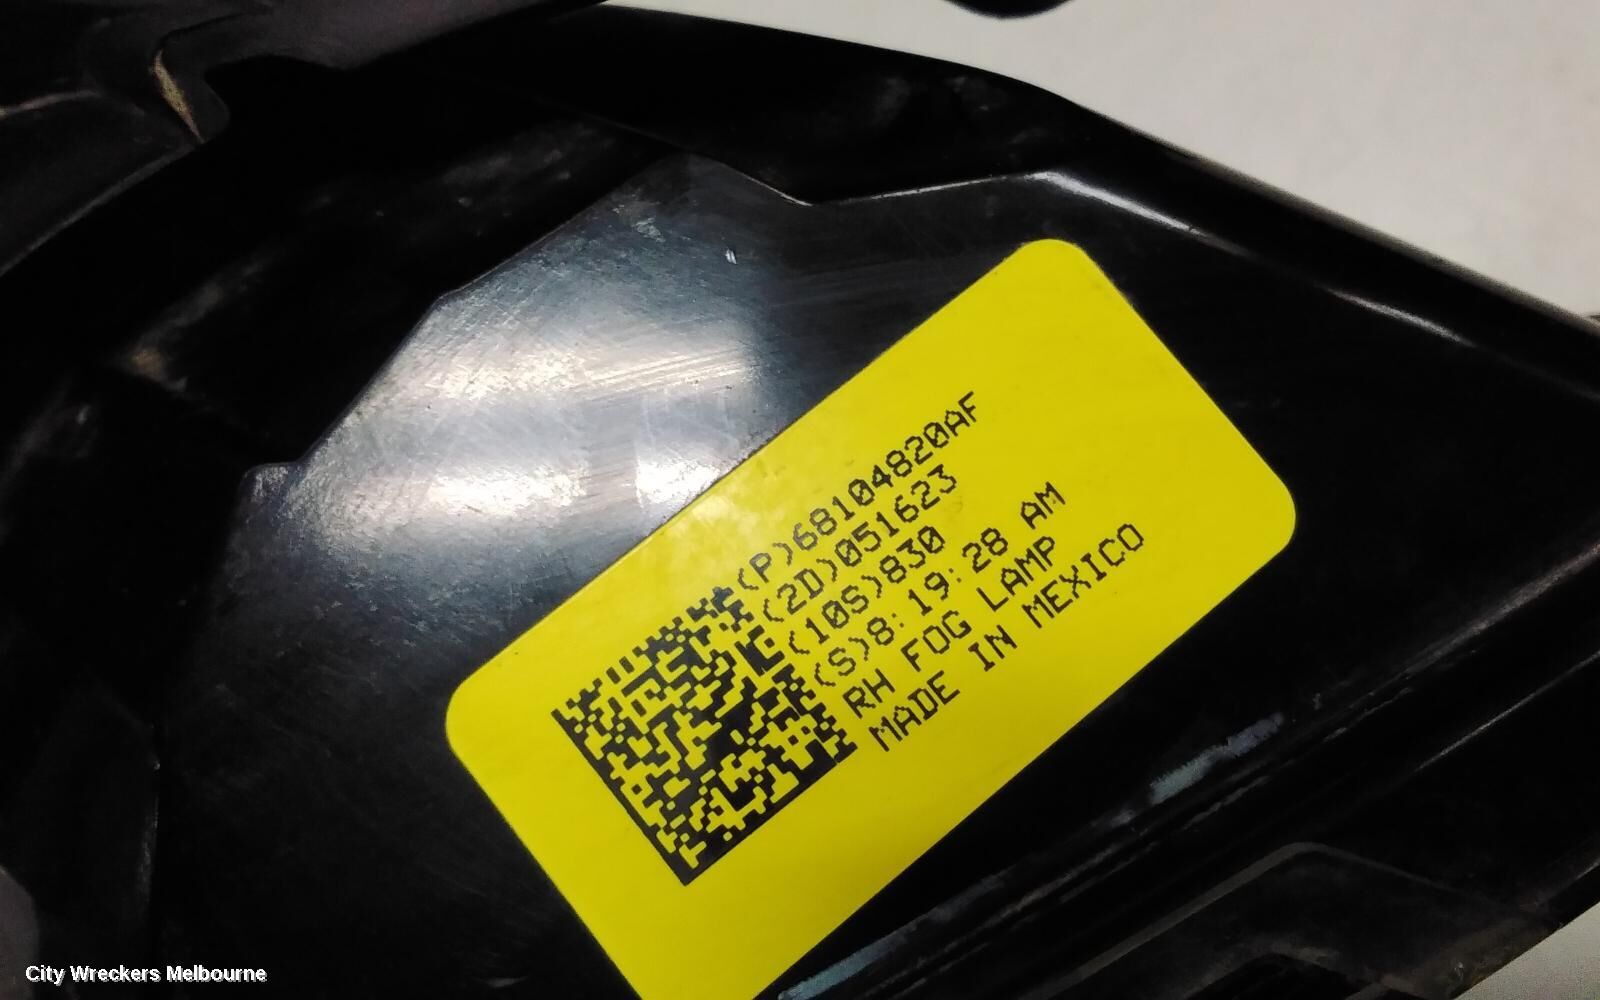 (P)68104820AF
(2D)051623
(10S)830
(S)8:19:28 AM
RH FOG LAMP
MADE IN MEXICO
City Wreckers Melbourne